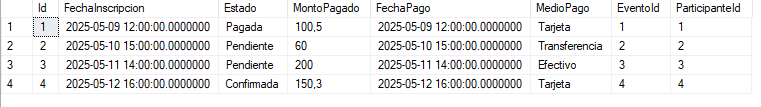 Id FechaInscripcion Estado MontoPagado FechaPago MedioPago EventoId ParticipanteId
1 1 2025-05-09 12:00:00.0000000 Pagada 100,5 2025-05-09 12:00:00.0000000 Tarjeta 1 1
2 2 2025-05-10 15:00:00.0000000 Pendiente 60 2025-05-10 15:00:00.0000000 Transferencia 2 2
3 3 2025-05-11 14:00:00.0000000 Pendiente 200 2025-05-11 14:00:00.0000000 Efectivo 3 3
4 4 2025-05-12 16:00:00.0000000 Confirmada 150,3 2025-05-12 16:00:00.0000000 Tarjeta 4 4